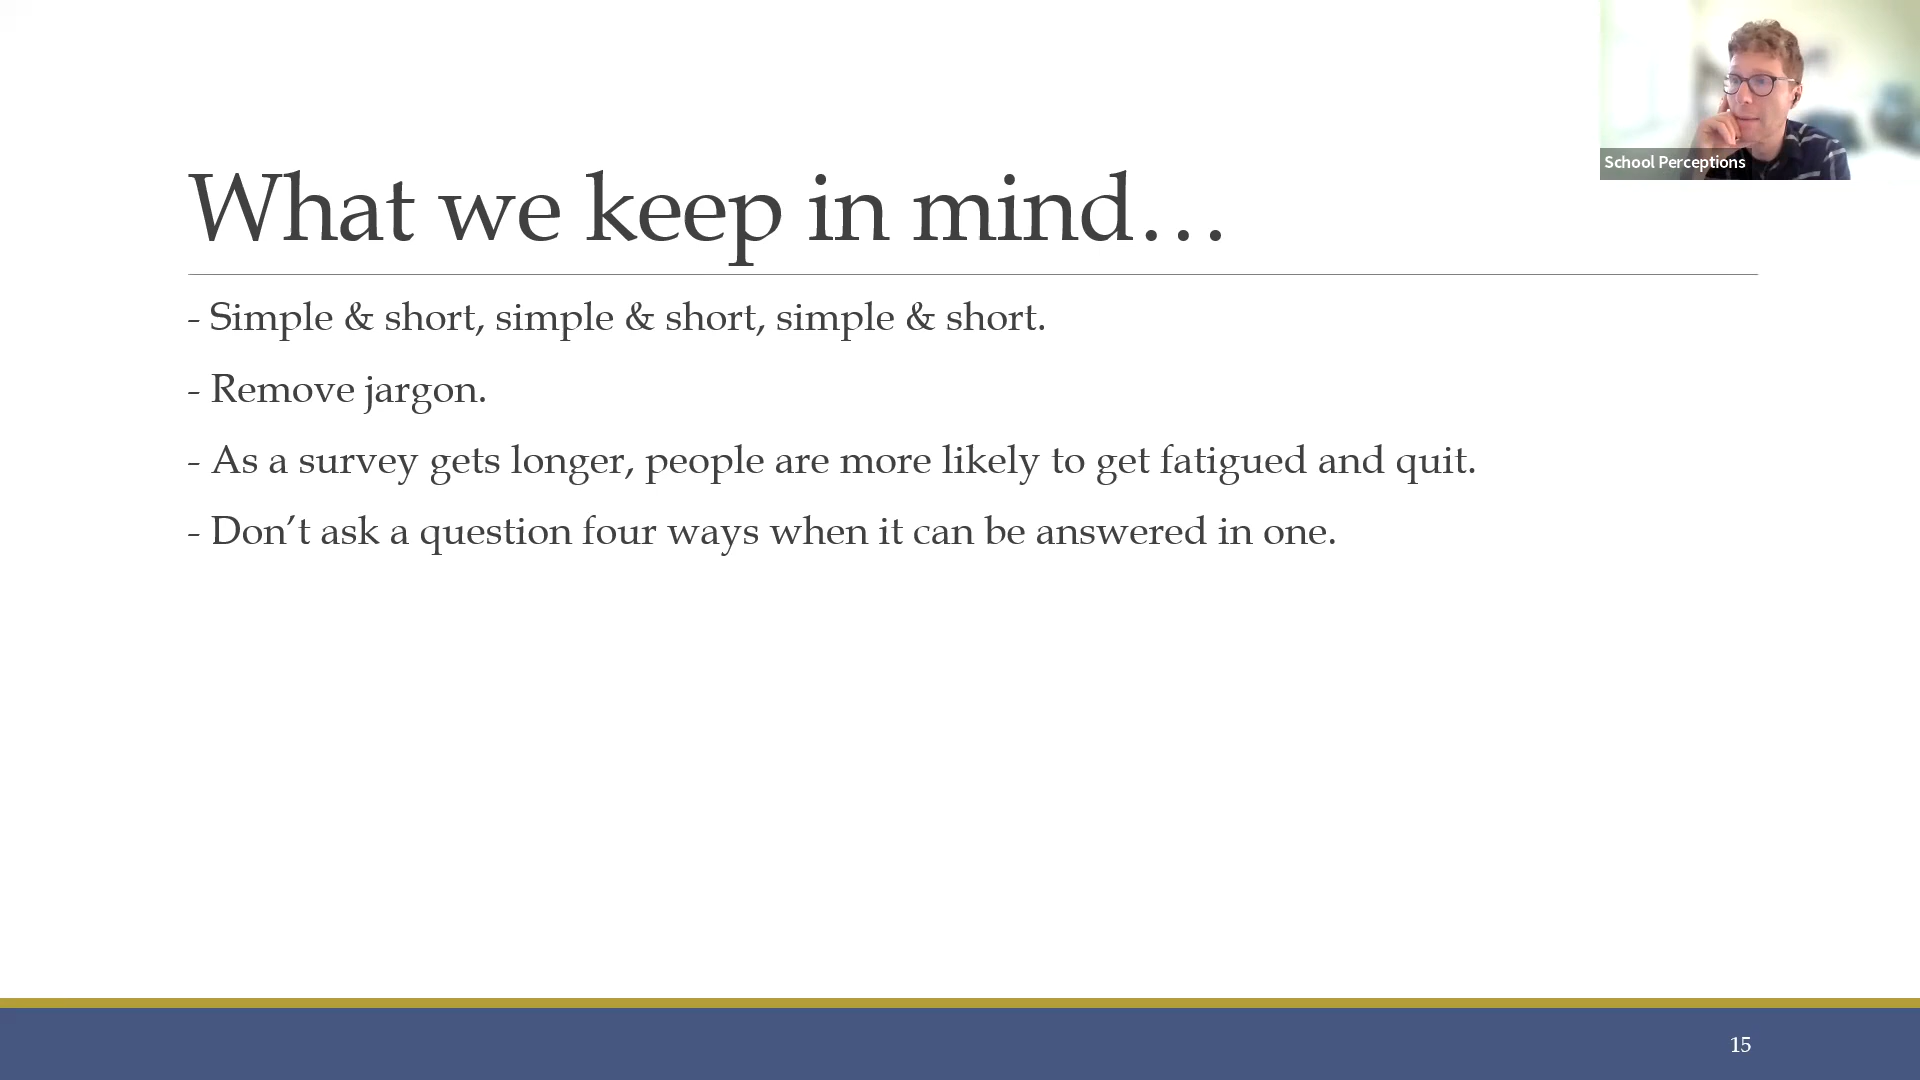 School Perceptions
What we keep in mind…
- Simple & short, simple & short, simple & short.
- Remove jargon.
- As a survey gets longer, people are more likely to get fatigued and quit.
- Don’t ask a question four ways when it can be answered in one.
15